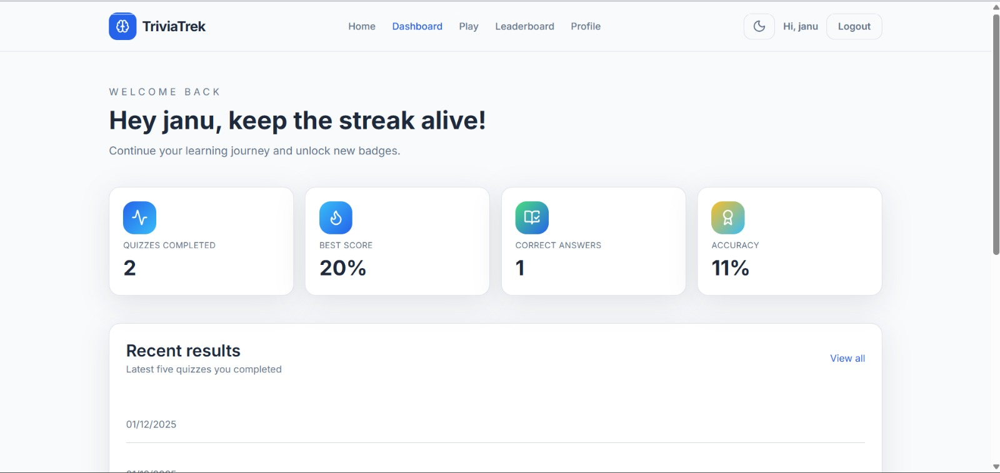 TriviaTrek
Home Dashboard Play Leaderboard Profile
Hi, janu
Logout
WELCOME BACK
Hey janu, keep the streak alive!
Continue your learning journey and unlock new badges.
QUIZZES COMPLETED
2
BEST SCORE
20%
CORRECT ANSWERS
1
ACCURACY
11%
Recent results
Latest five quizzes you completed
View all
01/12/2025